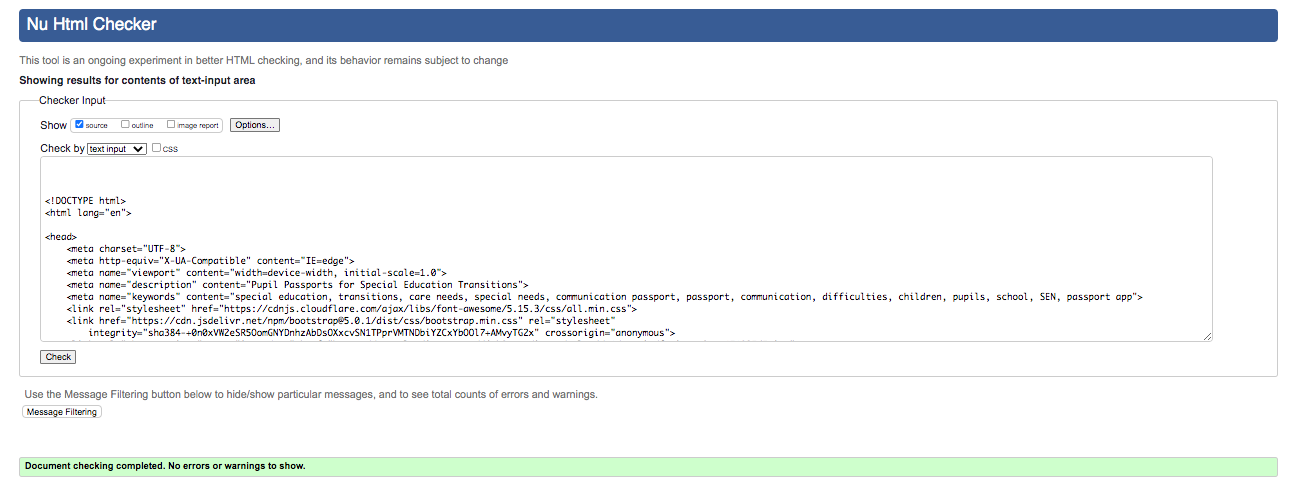 Nu Html Checker
This tool is an ongoing experiment in better HTML checking, and its behavior remains subject to change
Showing results for contents of text-input area
Checker Input
Show source outline image report Options...
Check by text input css
<!DOCTYPE html>
<html lang="en">
<head>
<meta charset="UTF-8">
<meta http-equiv="X-UA-Compatible" content="IE=edge">
<meta name="viewport" content="width=device-width, initial-scale=1.0">
<meta name="description" content="Pupil Passports for Special Education Transitions">
<meta name="keywords" content="special education, transitions, care needs, special needs, communication passport, passport, communication, difficulties, children, pupils, school, SEN, passport app">
<link rel="stylesheet" href="https://cdnjs.cloudflare.com/ajax/libs/font-awesome/5.15.3/css/all.min.css">
<link href="https://cdn.jsdelivr.net/npm/bootstrap@5.0.1/dist/css/bootstrap.min.css" rel="stylesheet"
integrity="sha384-+0n0xVW2eSR5OomGNYDnhzAbDsOXxcvSN1TPprVMTNDbiYZCxYbOOl7+AMvyTG2x" crossorigin="anonymous">
Check
Use the Message Filtering button below to hide/show particular messages, and to see total counts of errors and warnings.
Message Filtering
Document checking completed. No errors or warnings to show.